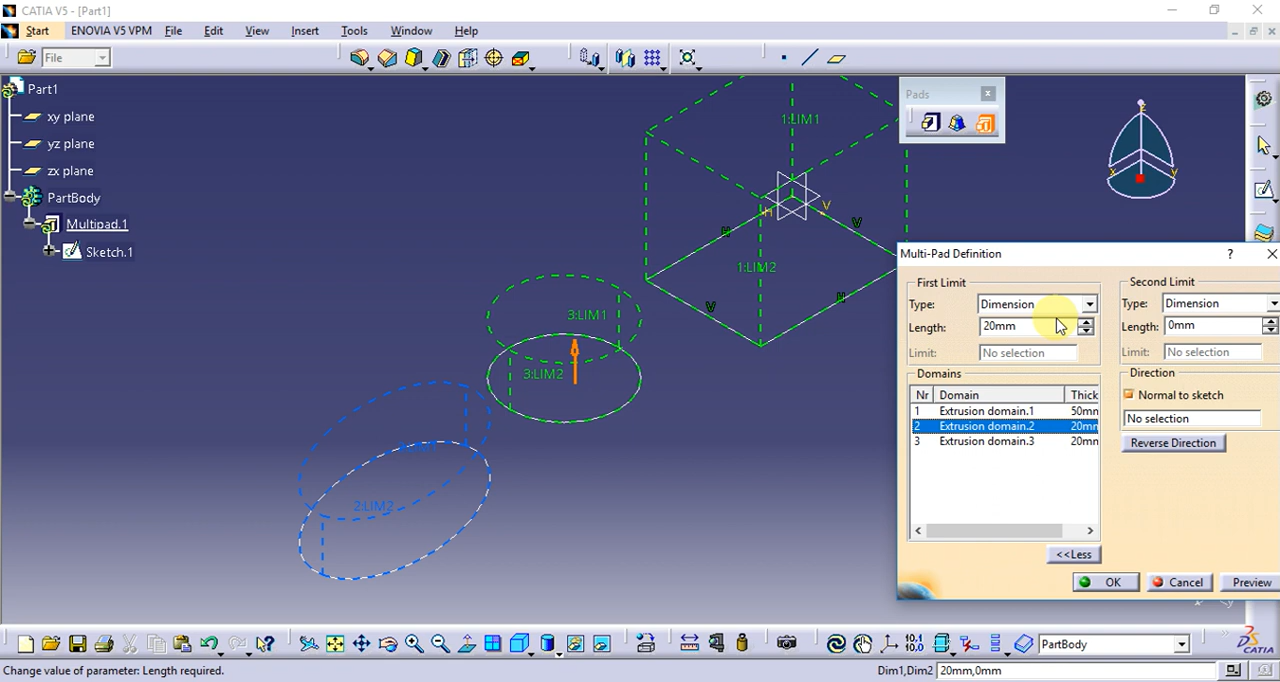 CATIA V5 - [Part1]
Start ENOVIA V5 VPM File Edit View Insert Tools Window Help
File
Part1
xy plane
yz plane
zx plane
PartBody
Multipad.1
Sketch.1
Pads
1:LIM1
1:LIM2
H
V
V
H
V
H
3:LIM1
3:LIM2
2:LIM2
Multi-Pad Definition
?
First Limit
Type: Dimension
Length: 20mm
Limit: No selection
Second Limit
Type: Dimension
Length: 0mm
Limit: No selection
Domains
Nr Domain Thick
1 Extrusion domain.1 50mm
2 Extrusion domain.2 20mm
3 Extrusion domain.3 20mm
Direction
Normal to sketch
No selection
Reverse Direction
<<Less
OK Cancel Preview
10.1
10.0
PartBody
CATIA
Change value of parameter: Length required.
Dim1,Dim2 20mm,0mm